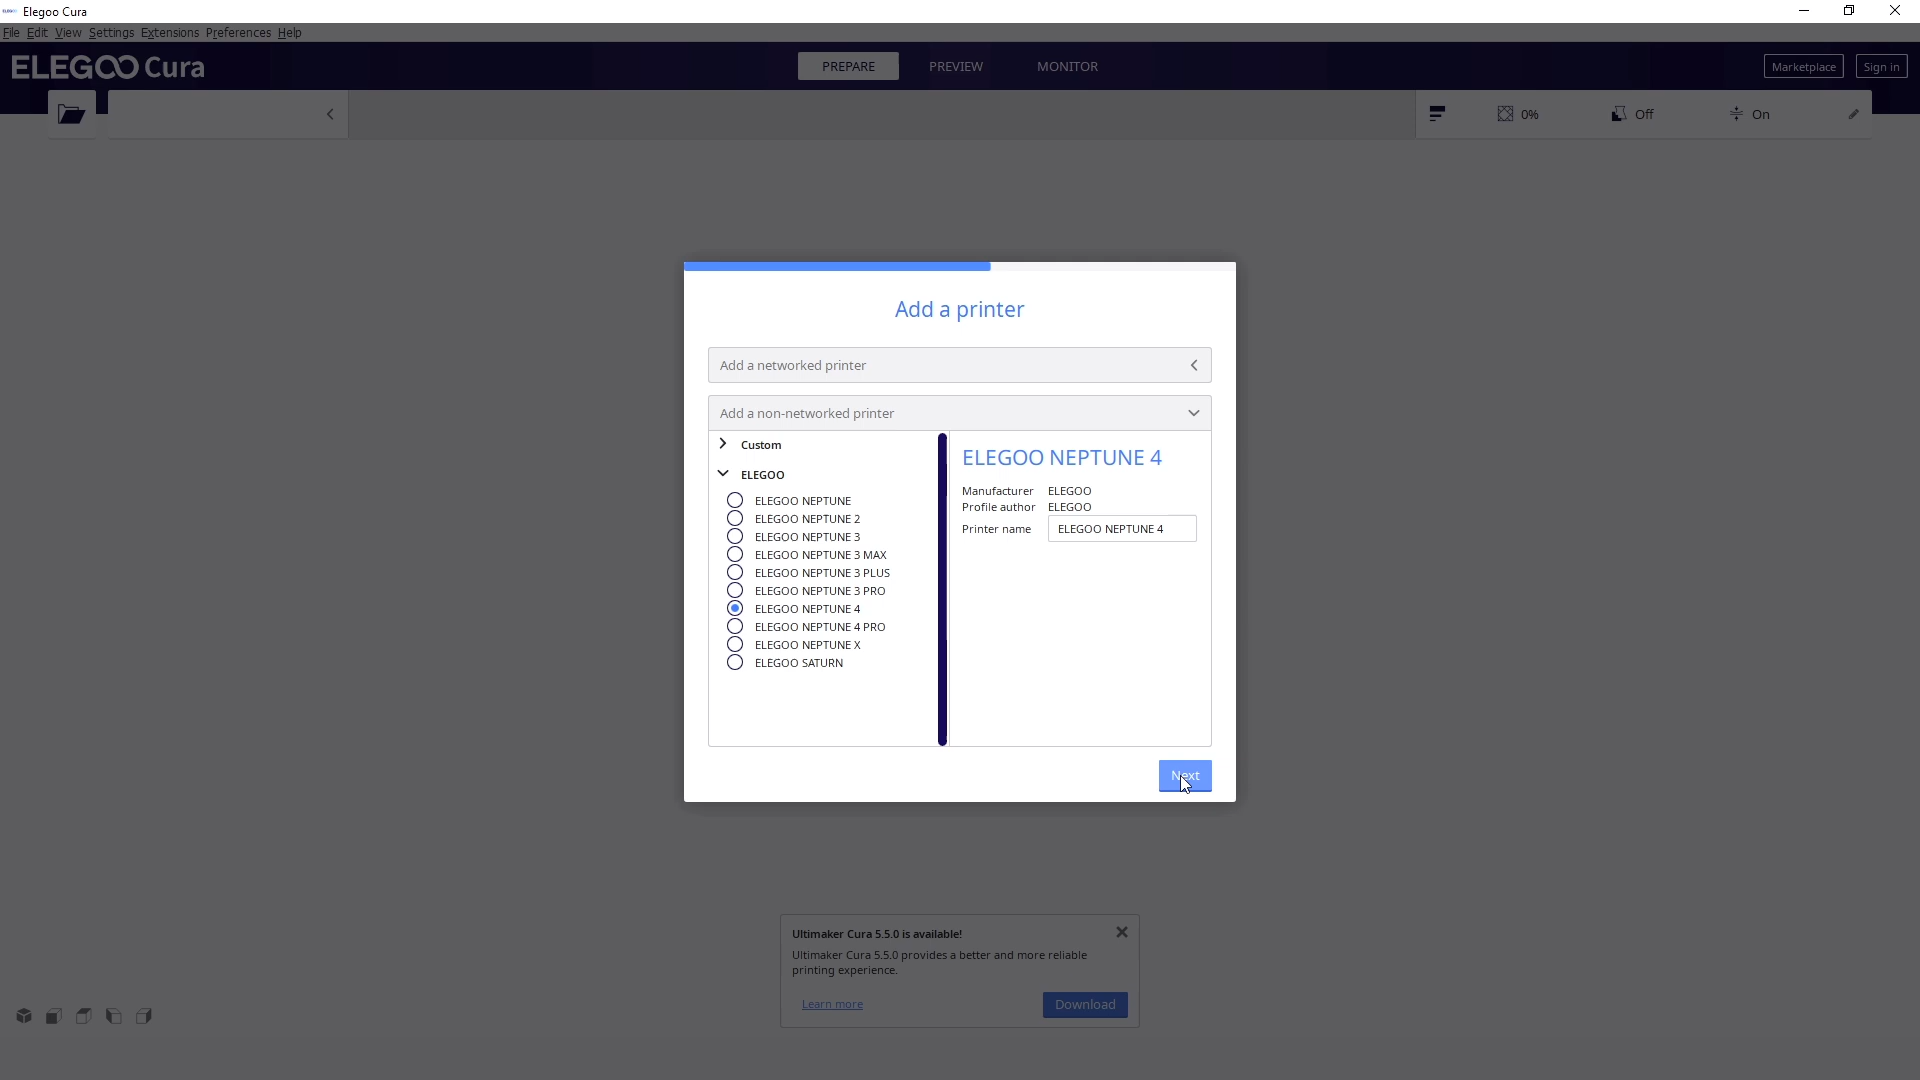 Elegoo Cura
File Edit View Settings Extensions Preferences Help
ELEGOO Cura
PREPARE
PREVIEW
MONITOR
Marketplace
Sign in
0%
Off
On
Add a printer
Add a networked printer
Add a non-networked printer
Custom
ELEGOO
ELEGOO NEPTUNE
ELEGOO NEPTUNE 2
ELEGOO NEPTUNE 3
ELEGOO NEPTUNE 3 MAX
ELEGOO NEPTUNE 3 PLUS
ELEGOO NEPTUNE 3 PRO
ELEGOO NEPTUNE 4
ELEGOO NEPTUNE 4 PRO
ELEGOO NEPTUNE X
ELEGOO SATURN
ELEGOO NEPTUNE 4
Manufacturer ELEGOO
Profile author ELEGOO
Printer name ELEGOO NEPTUNE 4
Next
Ultimaker Cura 5.5.0 is available!
Ultimaker Cura 5.5.0 provides a better and more reliable
printing experience.
Learn more
Download